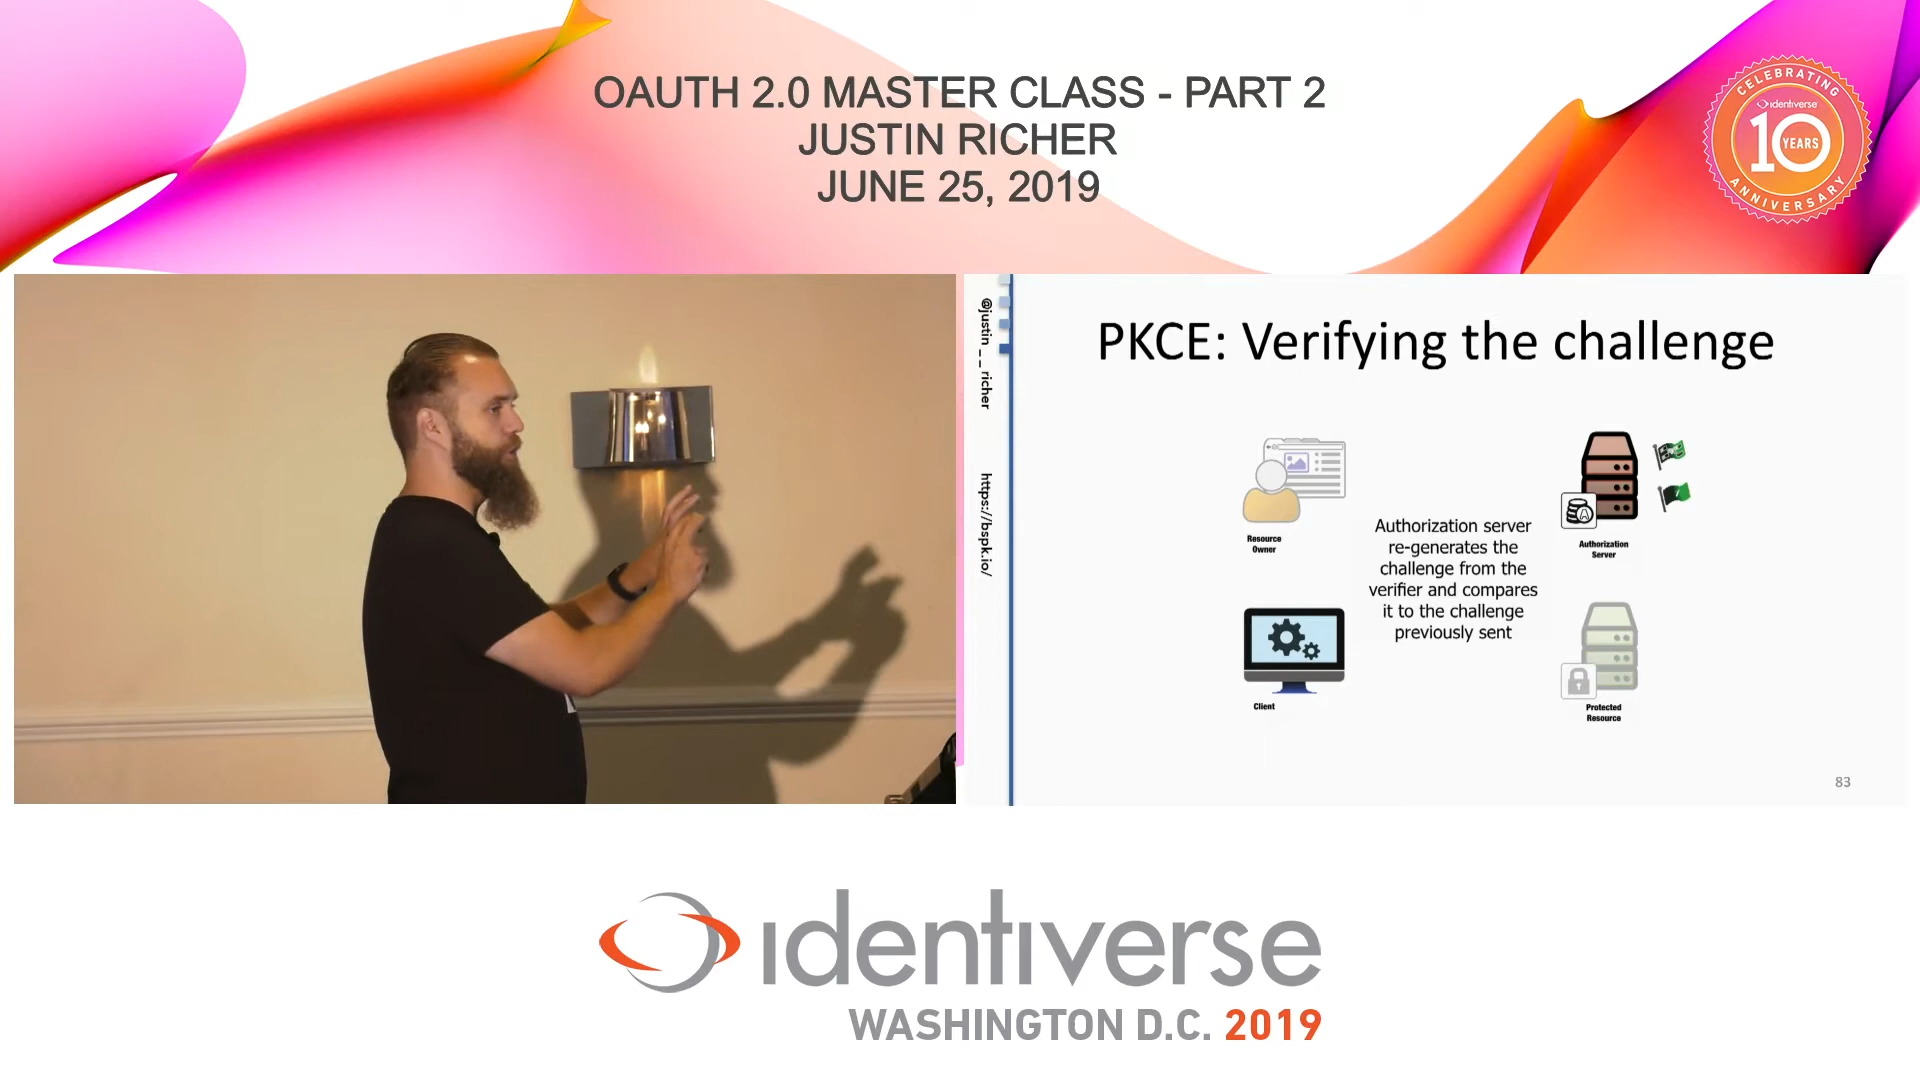 OAUTH 2.0 MASTER CLASS - PART 2
JUSTIN RICHER
JUNE 25, 2019
CELEBRATING
identiverse
10 YEARS
ANNIVERSARY
@justin__richer
https://bspk.io/
PKCE: Verifying the challenge
Resource
Owner
Authorization
Server
Authorization server
re-generates the
challenge from the
verifier and compares
it to the challenge
previously sent
Client
Protected
Resource
A
83
identiverse
WASHINGTON D.C. 2019